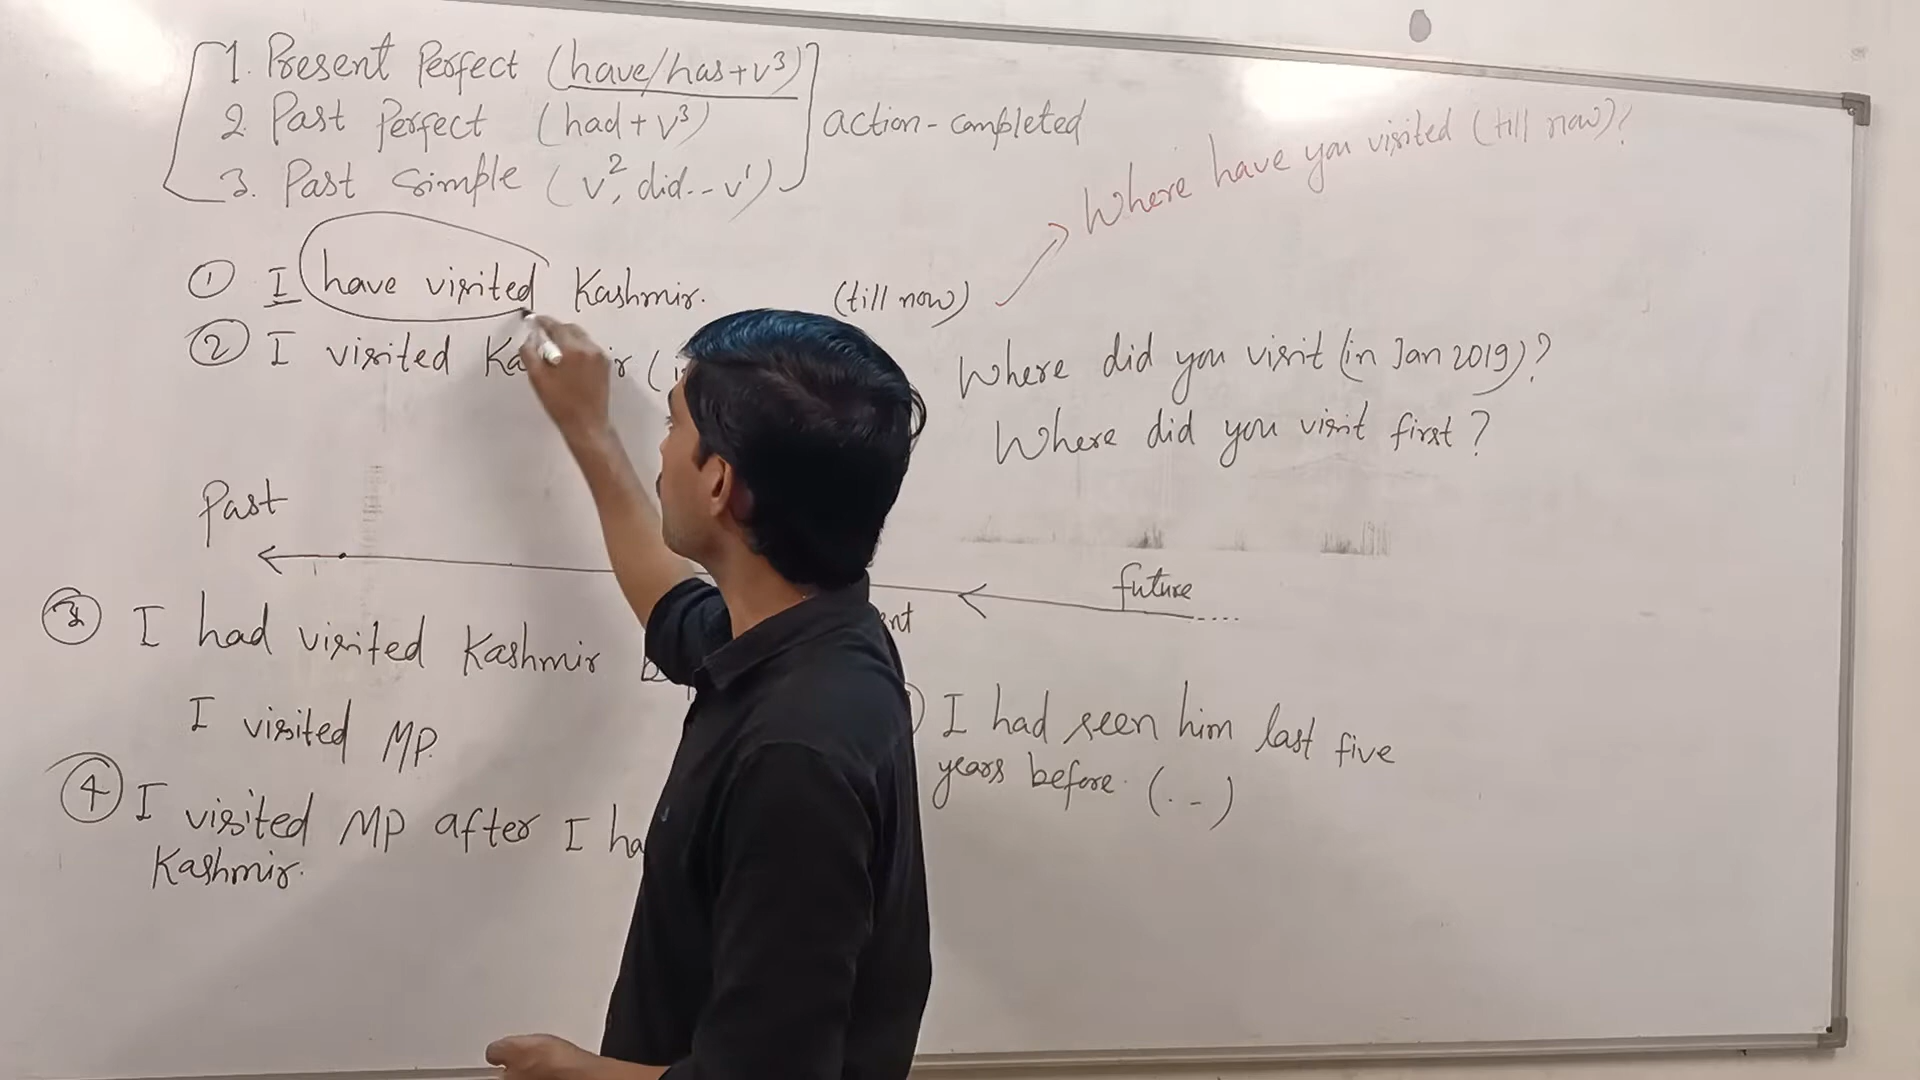 1. Present Perfect (have/has+v³)
2. Past Perfect (had+v³)
3. Past Simple (v², did.. v¹)
action-completed
Where have you visited (till now)?
① I have visited Kashmir. (till now)
② I visited
Where did you visit (in Jan 2019)?
Where did you visit first?
Past
future
③ I had visited Kashmir
I visited MP.
④ I visited MP after I
Kashmir.
I had seen him last five
years before. (. -)